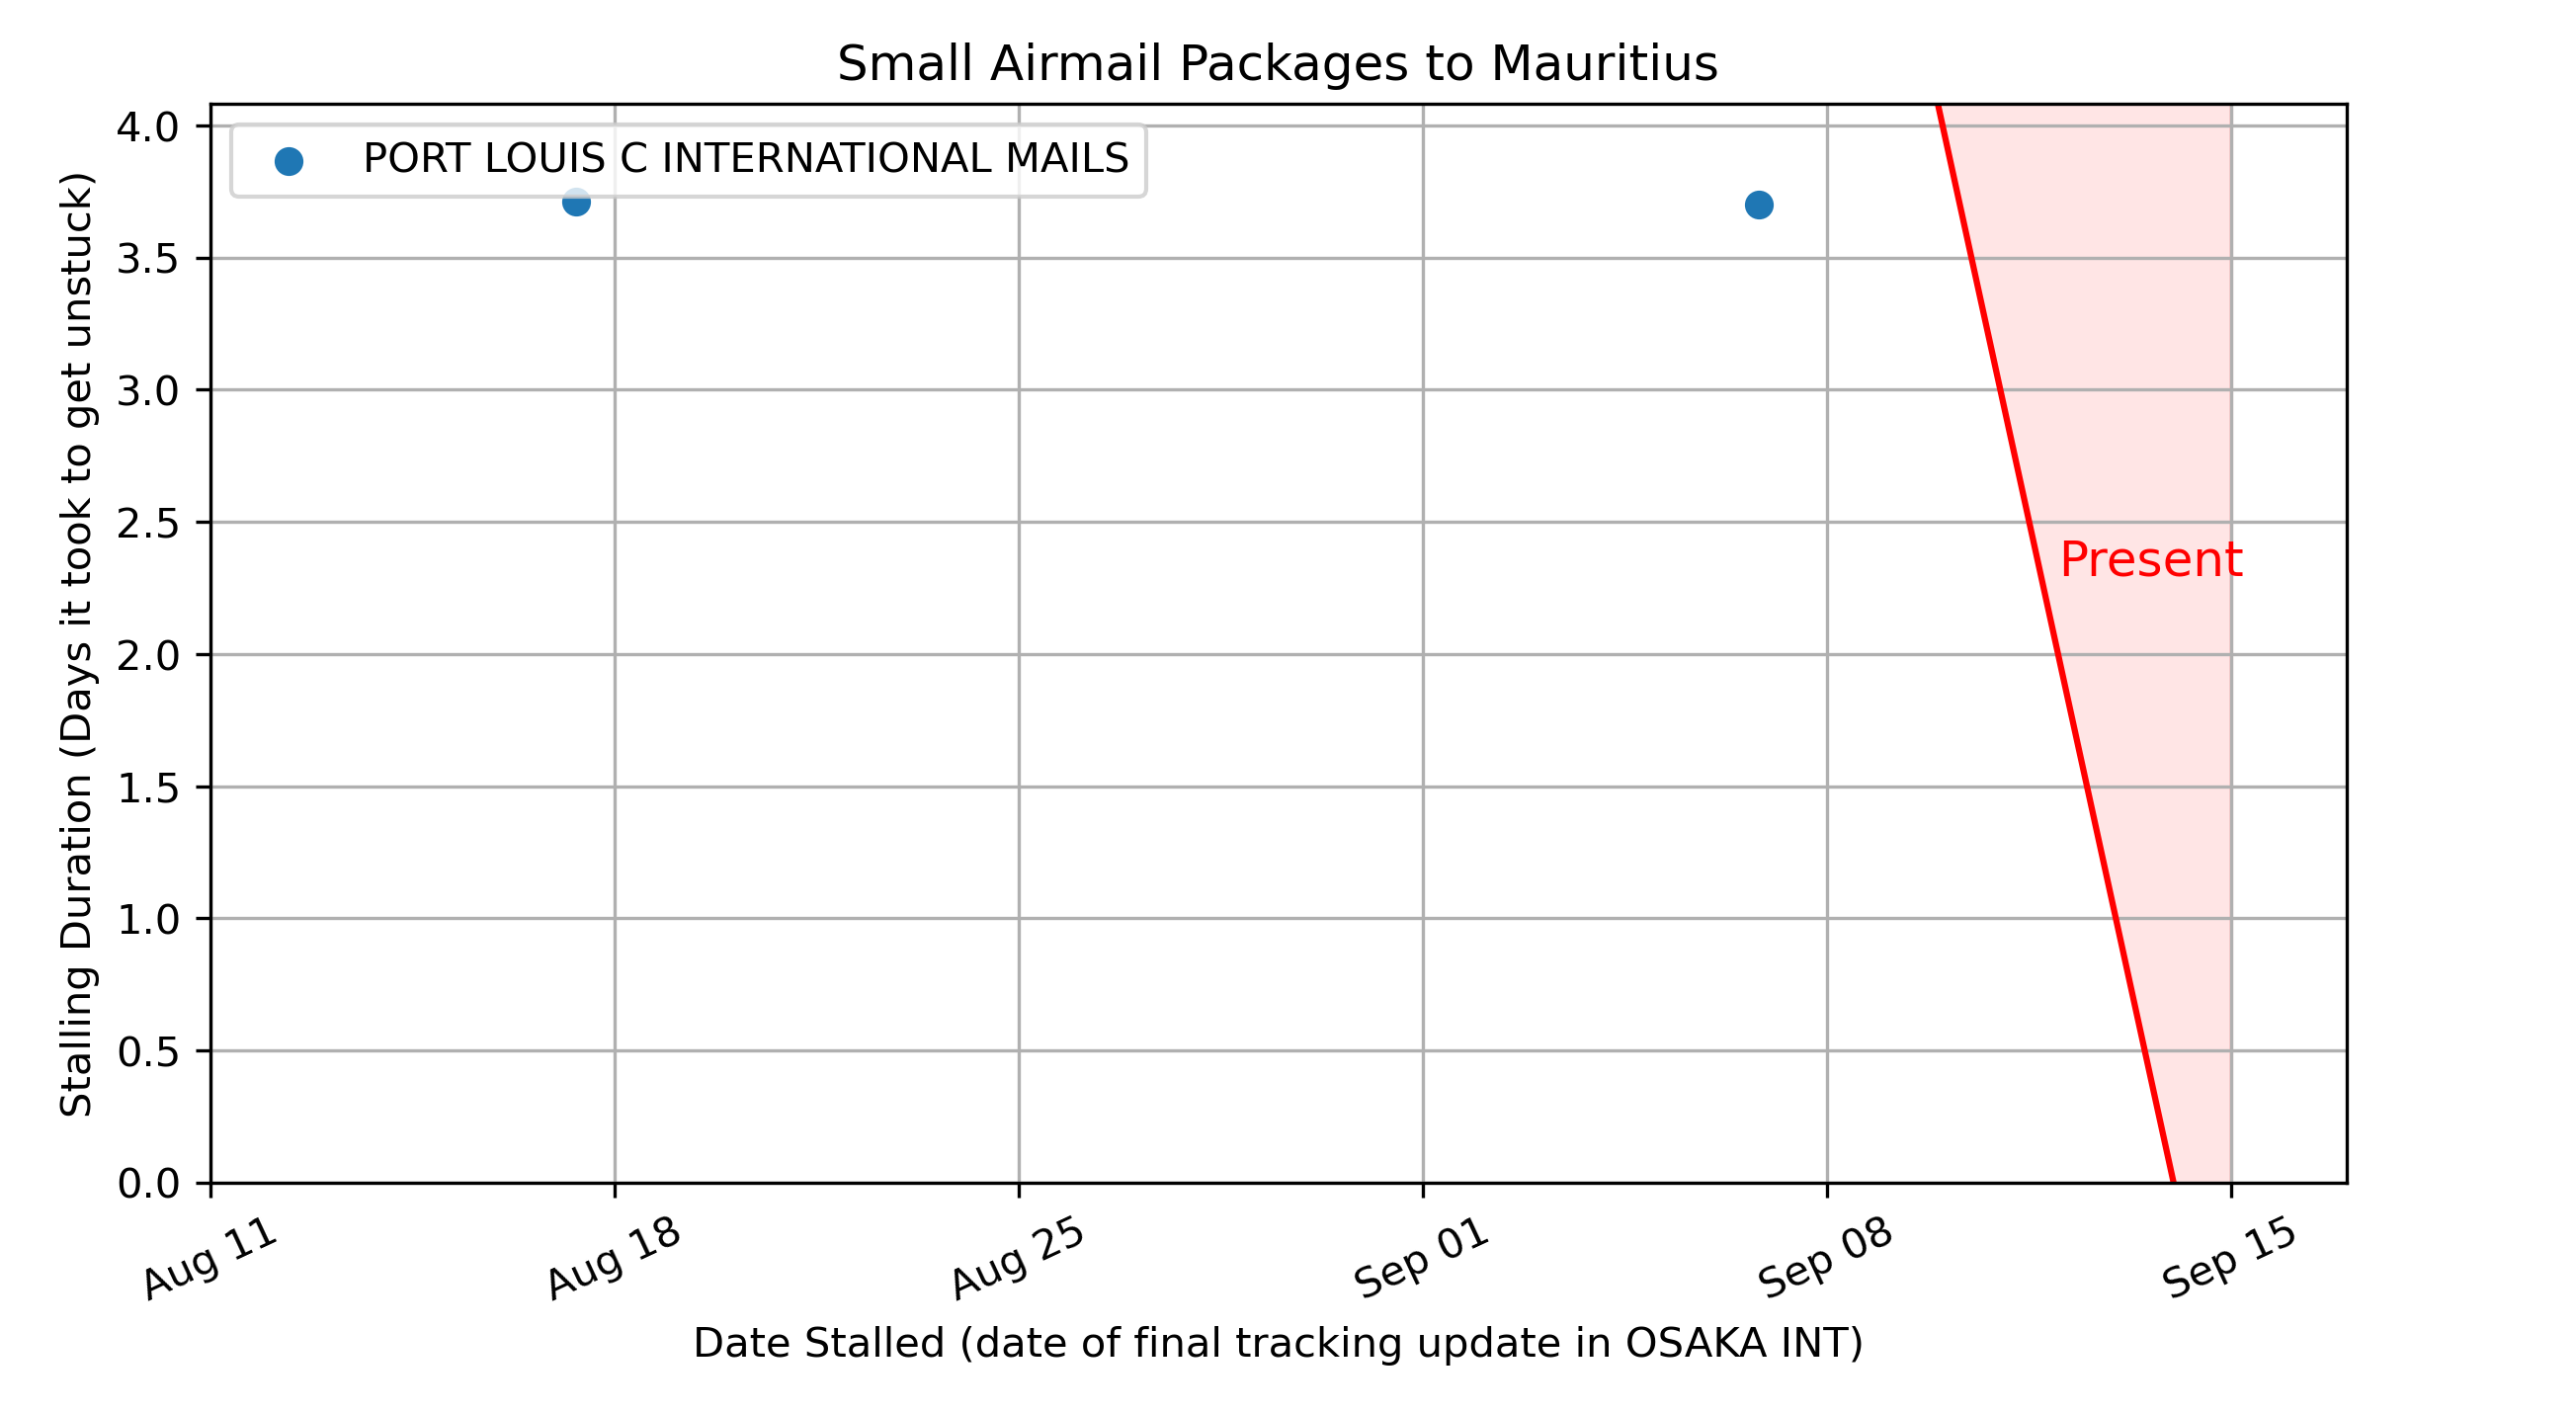 Small Airmail Packages to Mauritius
PORT LOUIS C INTERNATIONAL MAILS
Stalling Duration (Days it took to get unstuck)
4.0
3.5
3.0
2.5
2.0
1.5
1.0
0.5
0.0
Present
Aug 11
Aug 18
Aug 25
Sep 01
Sep 08
Sep 15
Date Stalled (date of final tracking update in OSAKA INT)